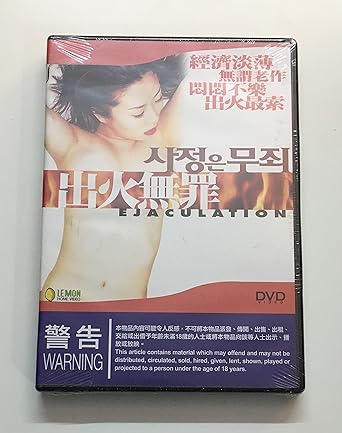 經濟淡薄
無謂老作
悶悶不樂
出火最索
사정은 무죄
出火無罪
EJACULATION
LEMON
HOME VIDEO
DVD
VIDEO
警告
WARNING
本物品內容可能令人反感，不可將本物品派發、傳閱、出售、出租、
交給或出借予年齡未滿18歲的人士或將本物品向該等人士出示、播
放或放映。
This article contains material which may offend and may not be
distributed, circulated, sold, hired, given, lent, shown, played or
projected to a person under the age of 18 years.